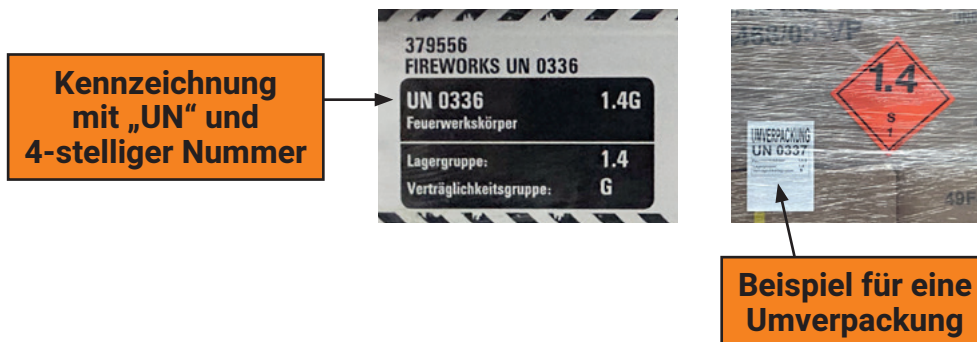 Kennzeichnung
mit „UN“ und
4-stelliger Nummer
379556
FIREWORKS UN 0336
UN 0336 1.4G
Feuerwerkskörper
Lagergruppe: 1.4
Verträglichkeitsgruppe: G
1.4
S
1
UMVERPACKUNG
UN 0337
49F
Beispiel für eine
Umverpackung